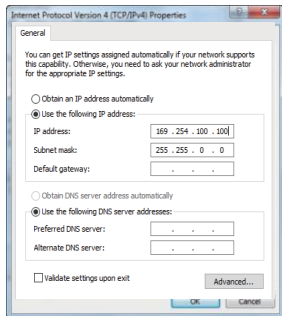 Internet Protocol Version 4 (TCP/IPv4) Properties
General
You can get IP settings assigned automatically if your network supports
this capability. Otherwise, you need to ask your network administrator
for the appropriate IP settings.
Obtain an IP address automatically
Use the following IP address:
IP address: 169 . 254 . 100 . 100
Subnet mask: 255 . 255 . 0 . 0
Default gateway: . . .
Obtain DNS server address automatically
Use the following DNS server addresses:
Preferred DNS server: . . .
Alternate DNS server: . . .
Validate settings upon exit
Advanced...
OK Cancel